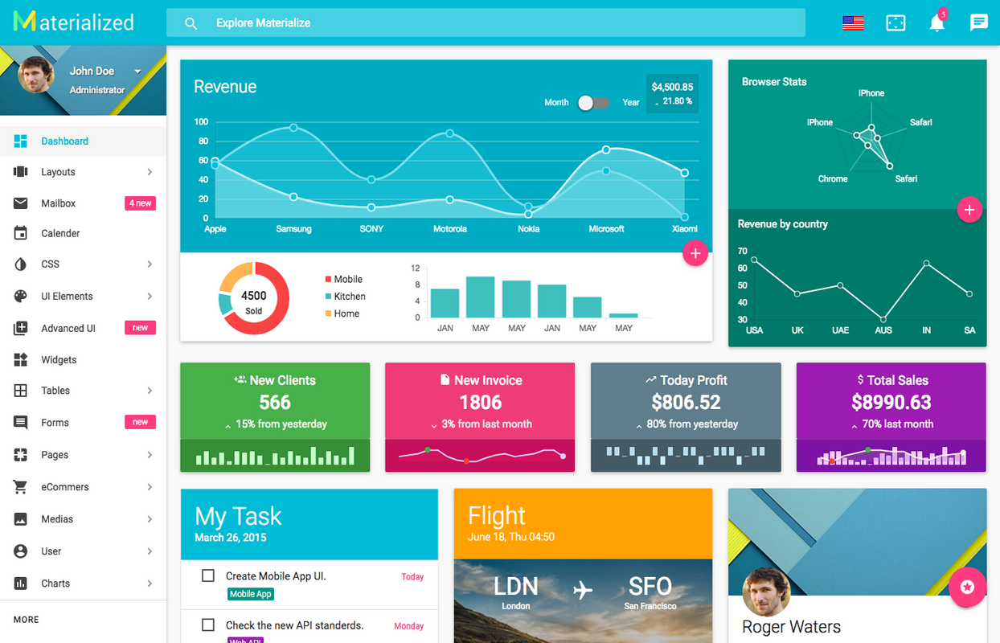 Materialized
Explore Materialize
5
John Doe
Administrator
Dashboard
Layouts
Mailbox
4 new
Calender
CSS
UI Elements
Advanced UI
new
Widgets
Tables
Forms
new
Pages
eCommers
Medias
User
Charts
MORE
Revenue
Month
Year
$4,500.85
21.80 %
100
80
60
40
20
0
Apple
Samsung
SONY
Motorola
Nokia
Microsoft
Xiaomi
4500
Sold
Mobile
Kitchen
Home
12
8
4
0
JAN
MAY
MAY
JAN
MAY
MAY
Browser Stats
iPhone
iPhone
Safari
Chrome
Safari
Revenue by country
70
60
50
40
30
USA
UK
UAE
AUS
IN
SA
New Clients
566
15% from yesterday
New Invoice
1806
3% from last month
Today Profit
$806.52
80% from yesterday
$ Total Sales
$8990.63
70% last month
My Task
March 26, 2015
Create Mobile App UI.
Today
Mobile App
Check the new API standerds.
Monday
Web API
Flight
June 18, Thu 04:50
LDN
London
SFO
San Francisco
Roger Waters